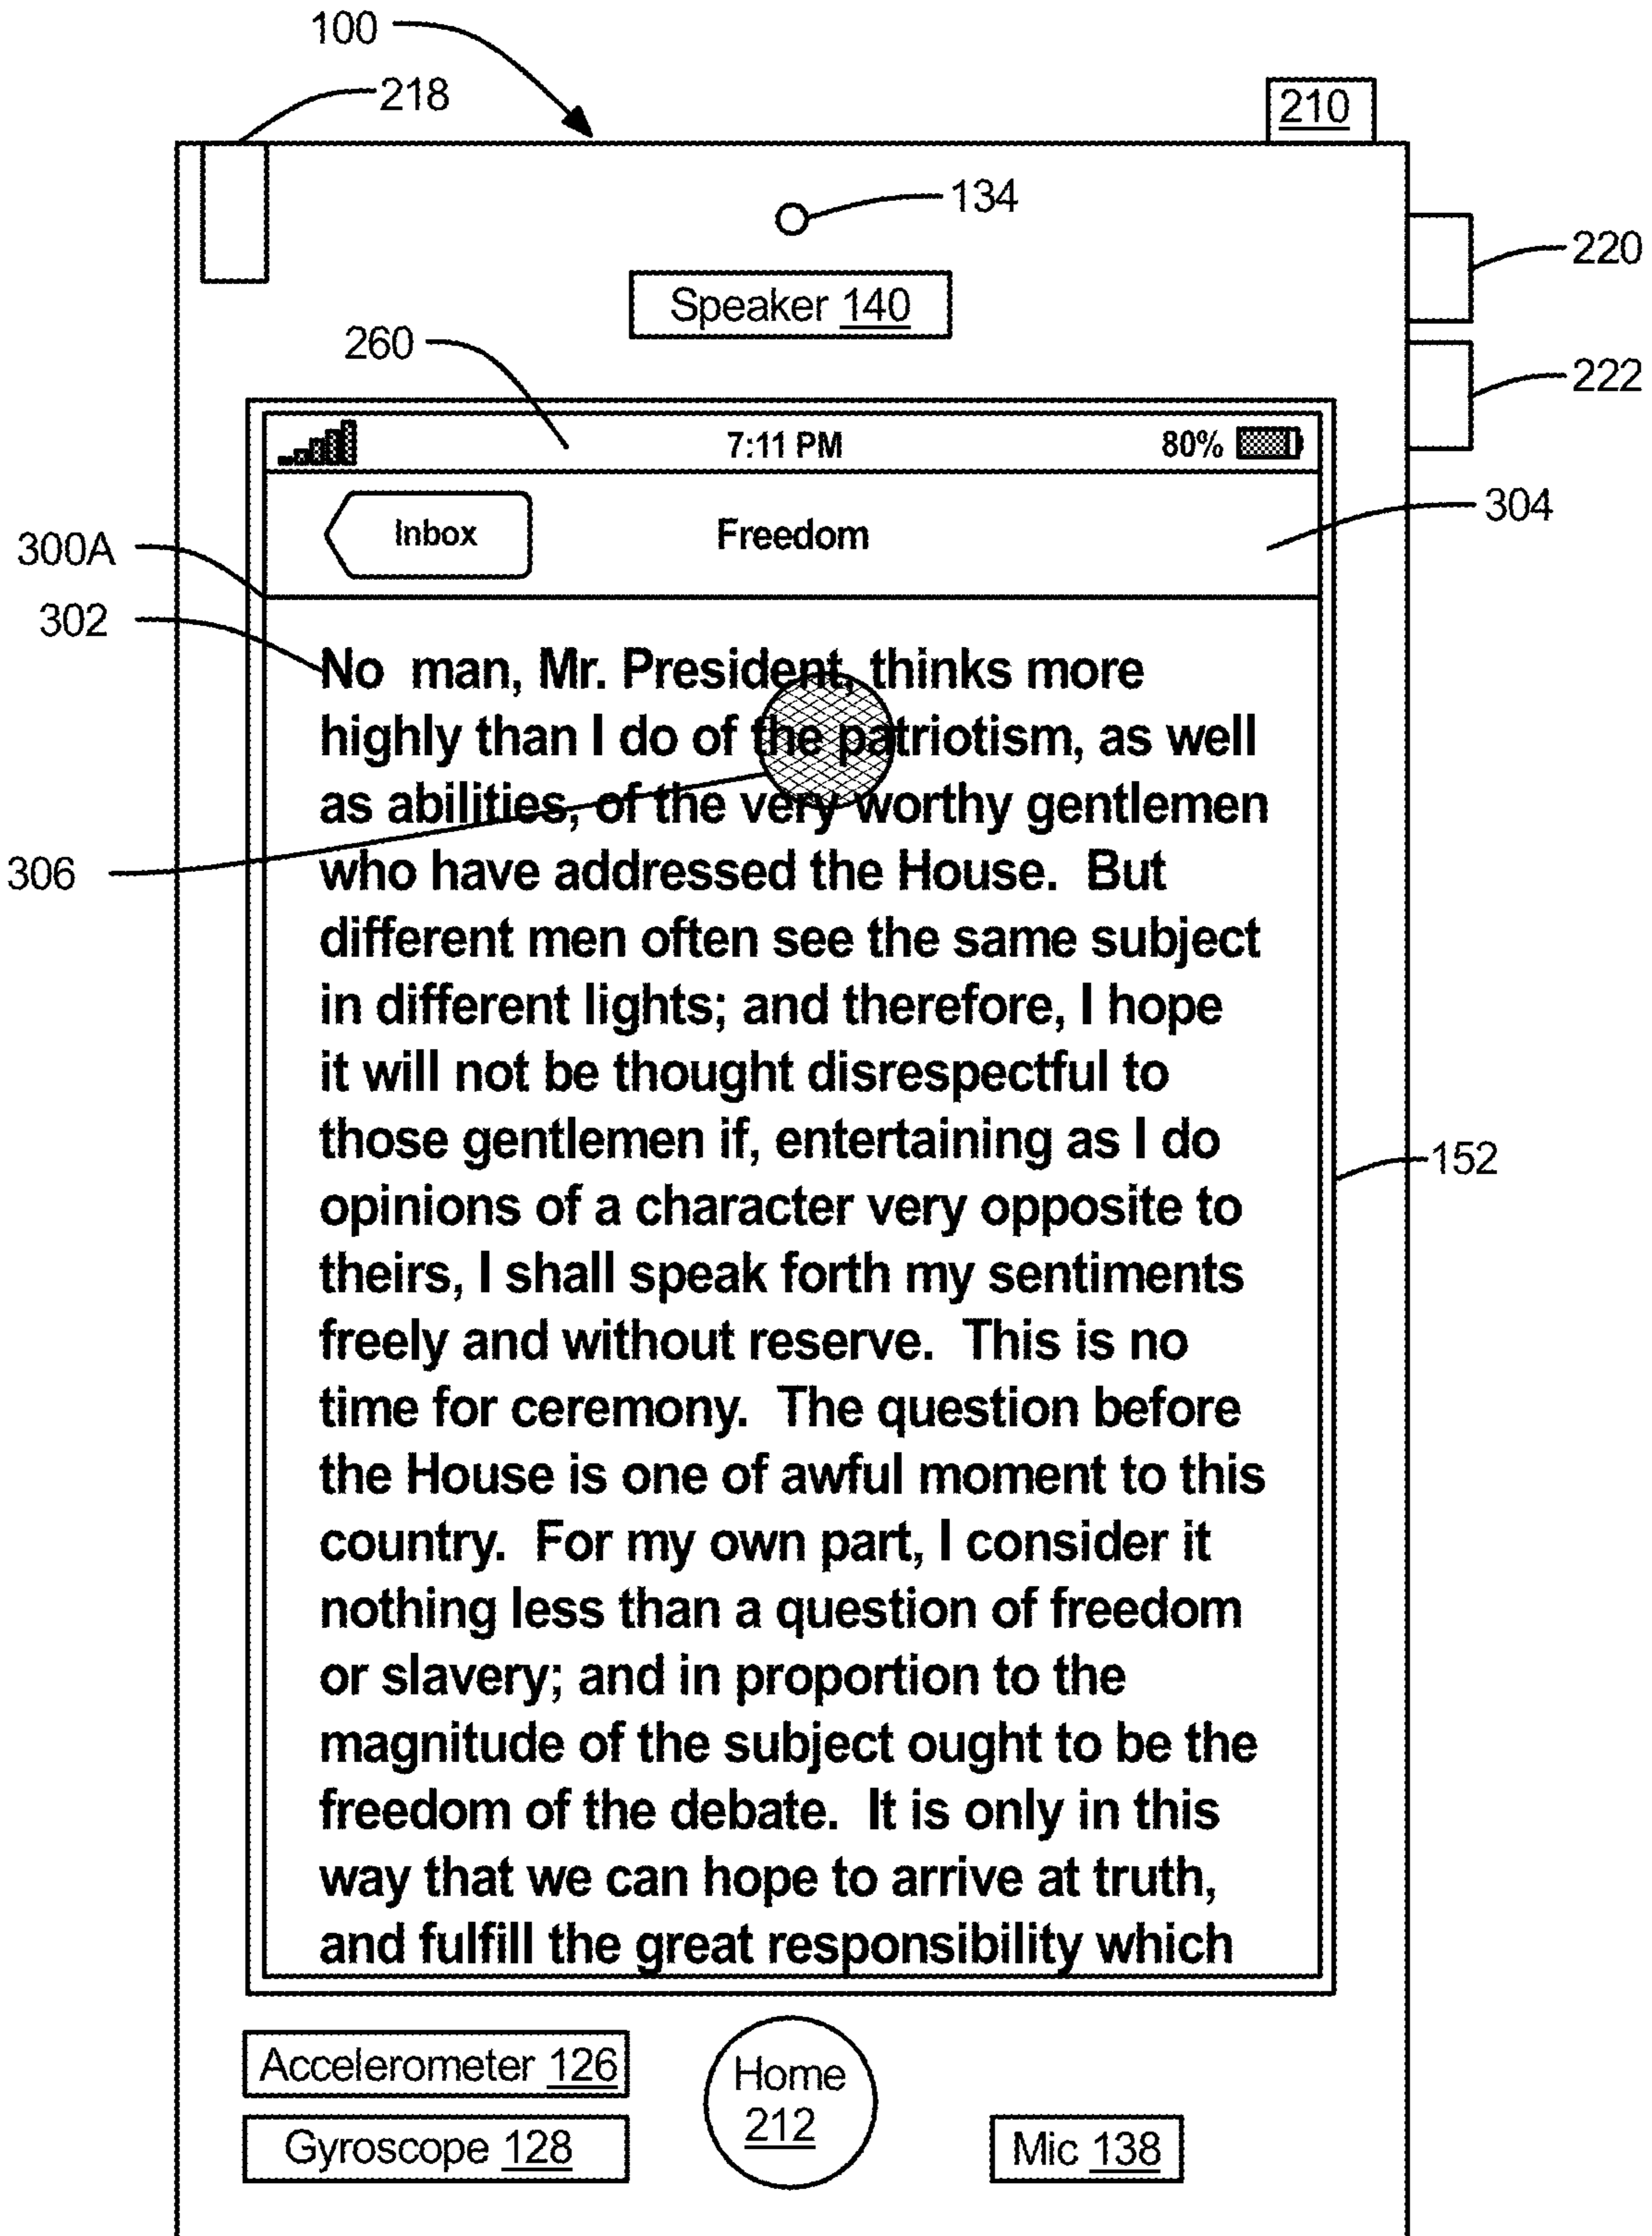 100
218
210
134
220
Speaker 140
260
222
7:11 PM 80%
304
Inbox Freedom
300A
302
No man, Mr. President, thinks more
highly than I do of the patriotism, as well
as abilities, of the very worthy gentlemen
306
who have addressed the House. But
different men often see the same subject
in different lights; and therefore, I hope
it will not be thought disrespectful to
those gentlemen if, entertaining as I do
152
opinions of a character very opposite to
theirs, I shall speak forth my sentiments
freely and without reserve. This is no
time for ceremony. The question before
the House is one of awful moment to this
country. For my own part, I consider it
nothing less than a question of freedom
or slavery; and in proportion to the
magnitude of the subject ought to be the
freedom of the debate. It is only in this
way that we can hope to arrive at truth,
and fulfill the great responsibility which
Accelerometer 126
Home
212
Gyroscope 128
Mic 138